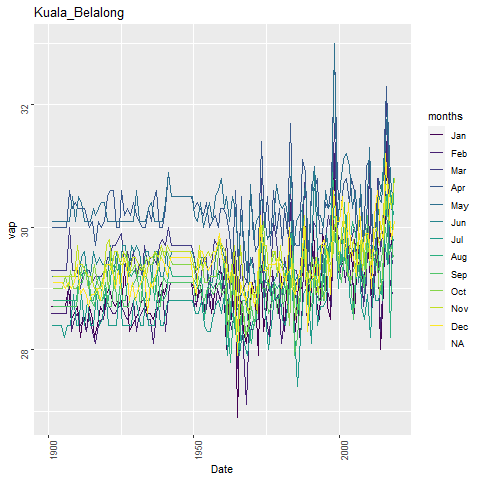 Kuala_Belalong
vap
32
30
28
1900
1950
2000
Date
months
Jan
Feb
Mar
Apr
May
Jun
Jul
Aug
Sep
Oct
Nov
Dec
NA